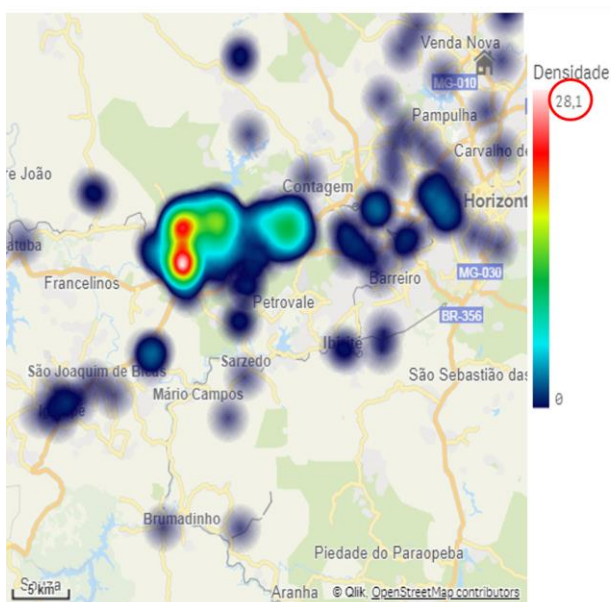 Venda Nova
Densidade
MG-010
28,1
Pampulha
Carvalho de
re João
Contagem
Horizont
Francelinos
Barreiro
MG-030
Petrovale
BR-356
Ibirité
Sarzedo
São Joaquim de Bicas
São Sebastião das
Mário Campos
0
Brumadinho
Piedade do Paraopeba
5 km
Souza
Aranha
© Qlik, OpenStreetMap contributors